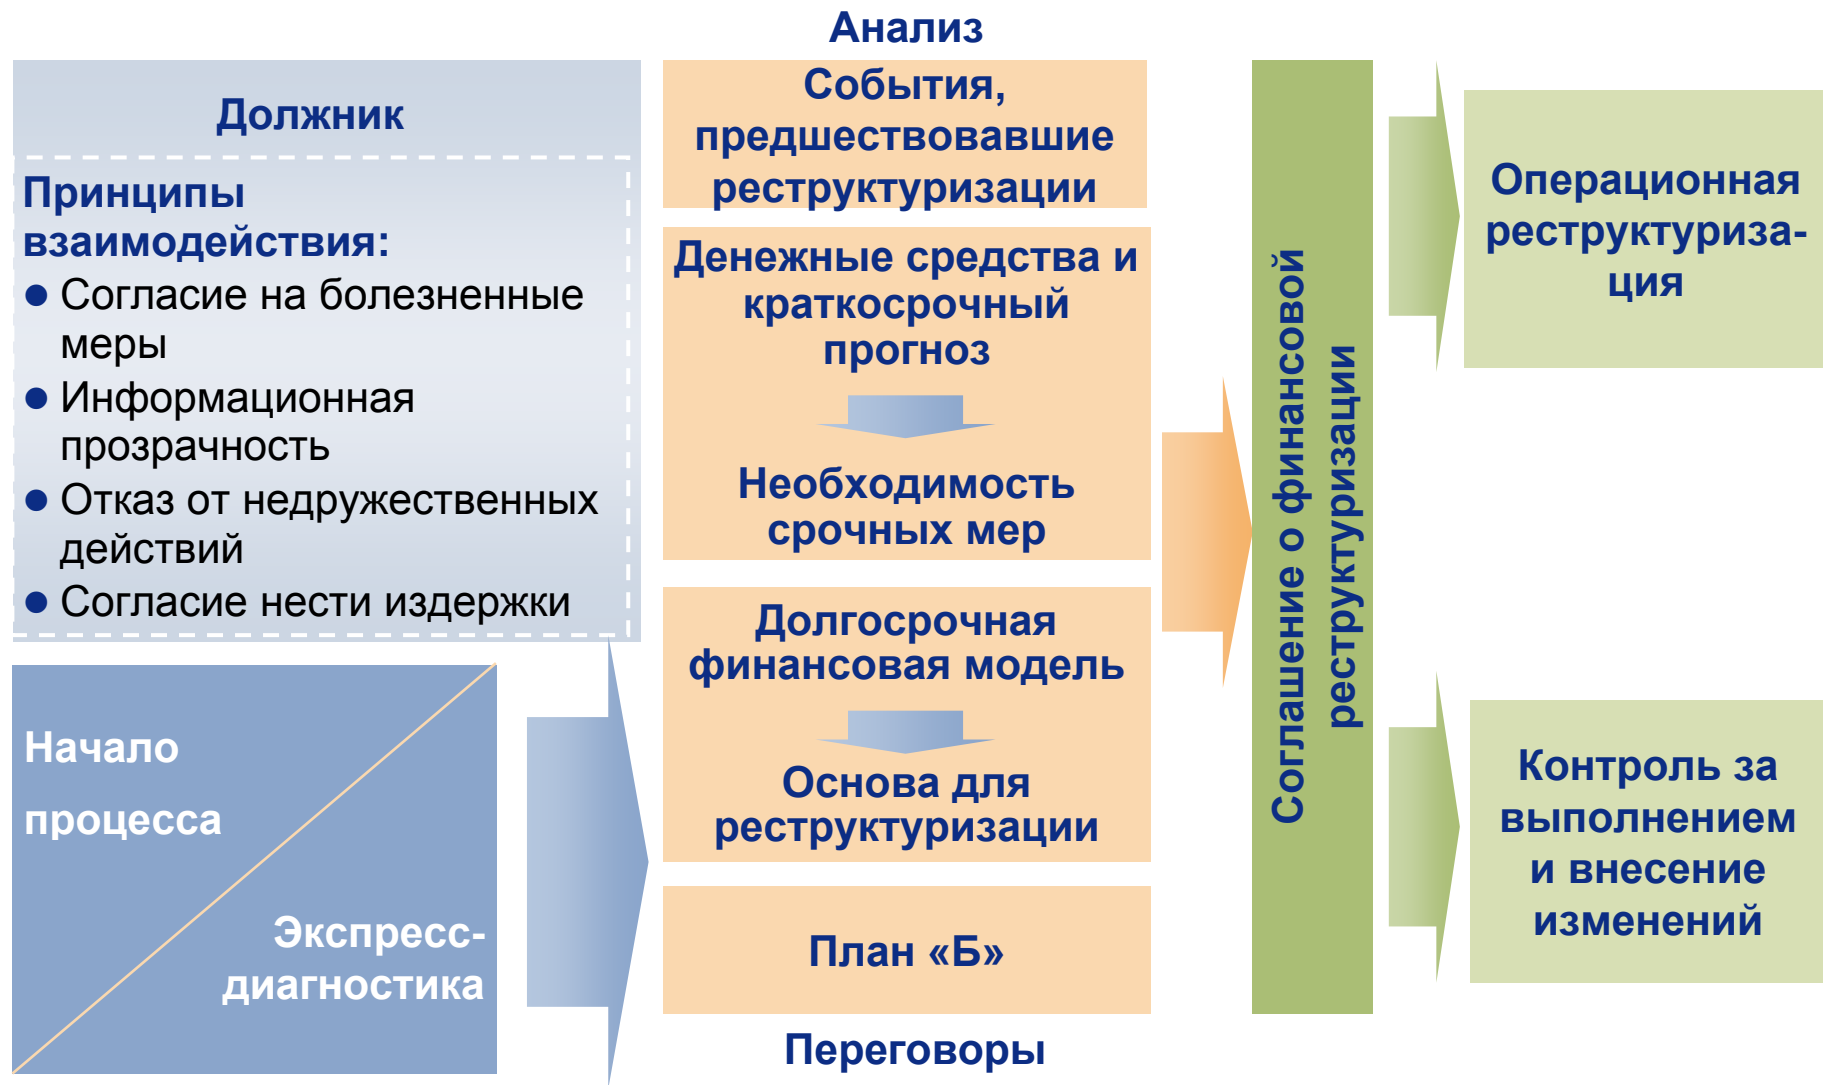 Анализ
Должник
Принципы
взаимодействия:
Согласие на болезненные
меры
Информационная
прозрачность
Отказ от недружественных
действий
Согласие нести издержки
Начало
процесса
Экспресс-
диагностика
События,
предшествовавшие
реструктуризации
Денежные средства и
краткосрочный
прогноз
Необходимость
срочных мер
Долгосрочная
финансовая модель
Основа для
реструктуризации
План «Б»
Переговоры
Соглашение о финансовой
реструктуризации
Операционная
реструктуриза-
ция
Контроль за
выполнением
и внесение
изменений